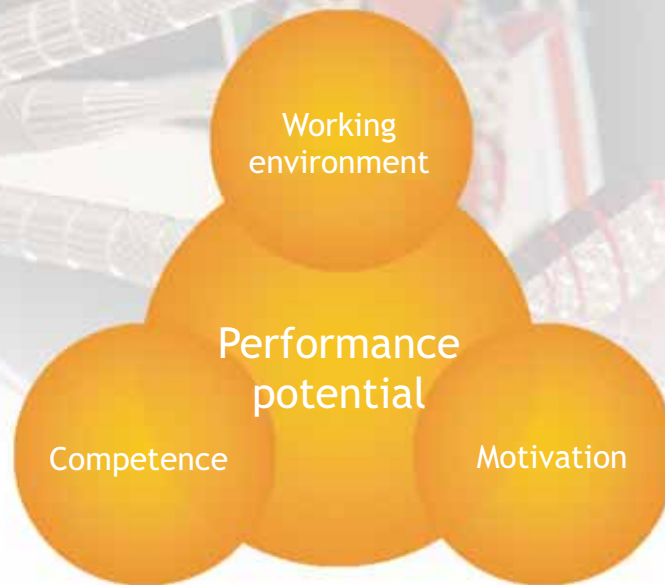 Working
environment
Performance
potential
Competence
Motivation